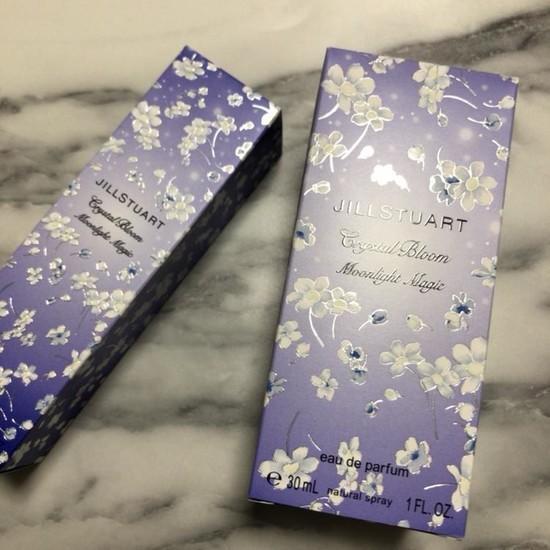 JILLSTUART
Crystal Bloom
Moonlight Magic
JILLSTUART
Crystal Bloom
Moonlight Magic
eau de parfum
℮ 30mL natural spray 1 FL. OZ.